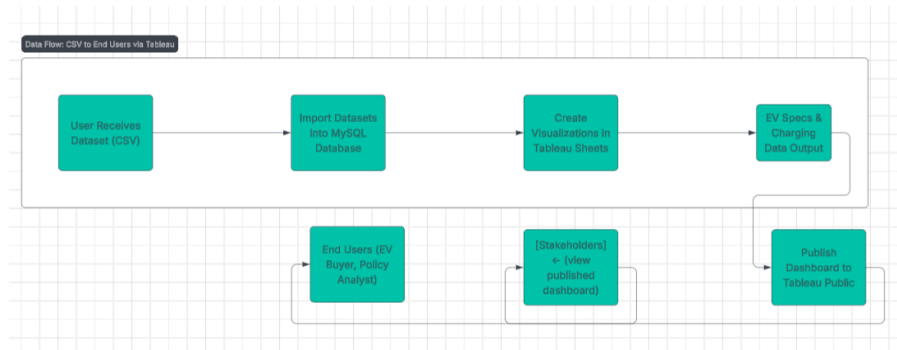 Data Flow: CSV to End Users via Tableau
User Receives
Dataset (CSV)
Import Datasets
into MySQL
Database
Create
Visualizations in
Tableau Sheets
EV Specs &
Charging
Data Output
End Users (EV
Buyer, Policy
Analyst)
[Stakeholders]
← (view
published
dashboard)
Publish
Dashboard to
Tableau Public